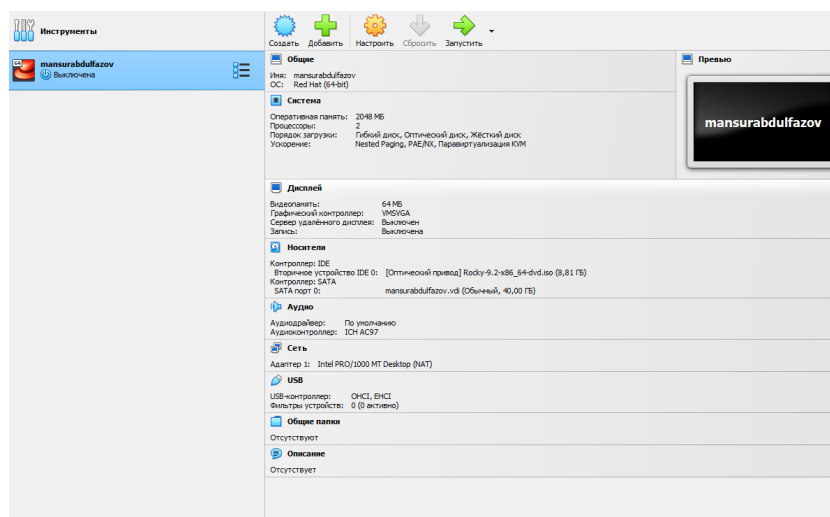 Инструменты
Создать Добавить Настроить Сбросить Запустить
64
mansurabdulfazov
Выключена
Общие
Имя: mansurabdulfazov
ОС: Red Hat (64-bit)
Превью
mansurabdulfazov
Система
Оперативная память: 2048 МБ
Процессоры: 2
Порядок загрузки: Гибкий диск, Оптический диск, Жёсткий диск
Ускорение: Nested Paging, PAE/NX, Паравиртуализация KVM
Дисплей
Видеопамять: 64 МБ
Графический контроллер: VMSVGA
Сервер удалённого дисплея: Выключен
Запись: Выключена
Носители
Контроллер: IDE
Вторичное устройство IDE 0: [Оптический привод] Rocky-9.2-x86_64-dvd.iso (8,81 ГБ)
Контроллер: SATA
SATA порт 0: mansurabdulfazov.vdi (Обычный, 40,00 ГБ)
Аудио
Аудиодрайвер: По умолчанию
Аудиоконтроллер: ICH AC97
Сеть
Адаптер 1: Intel PRO/1000 MT Desktop (NAT)
USB
USB-контроллер: OHCI, EHCI
Фильтры устройств: 0 (0 активно)
Общие папки
Отсутствуют
Описание
Отсутствует